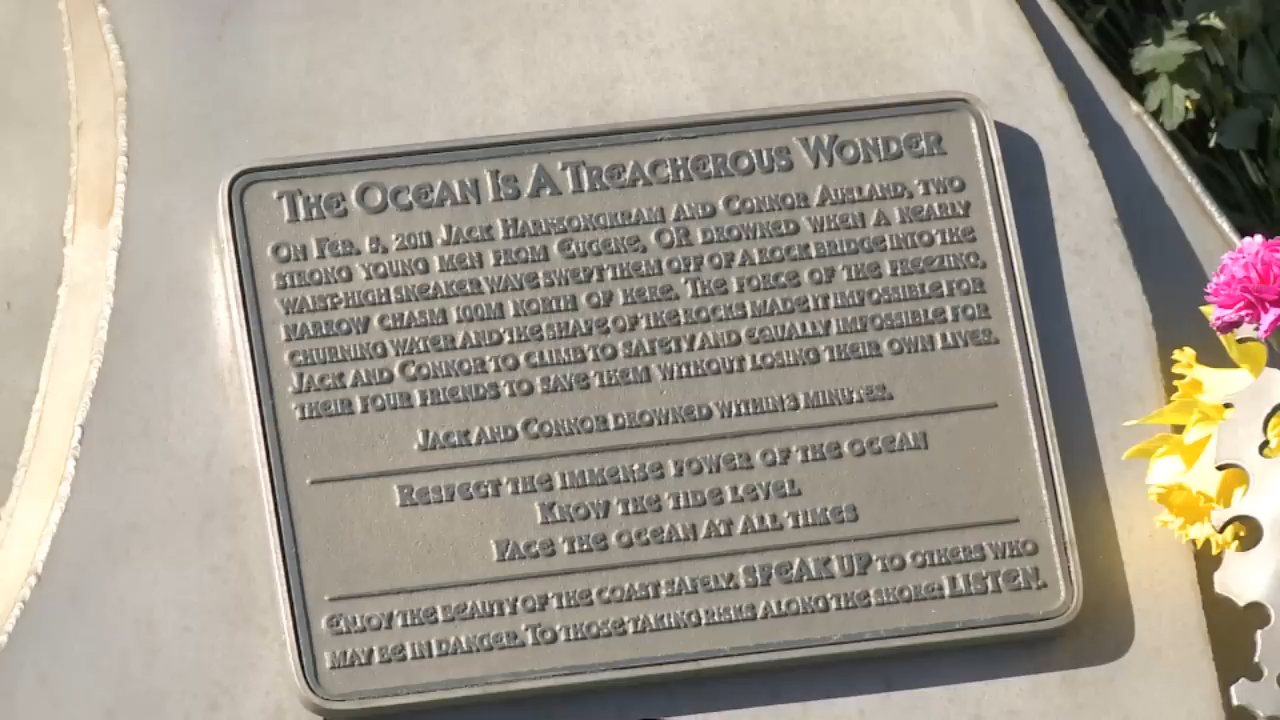 The Ocean Is A Treacherous Wonder
On Feb. 5, 2011 Jack Harnsongkram and Connor Ausland, two
strong young men from Eugene, OR drowned when a nearly
waist-high sneaker wave swept them off of a rock bridge into the
narrow chasm 100m north of here. The force of the freezing,
churning water and the shape of the rocks made it impossible for
Jack and Connor to climb to safety and equally impossible for
their four friends to save them without losing their own lives.
Jack and Connor drowned within 3 minutes.
Respect the immense power of the ocean
Know the tide level
Face the ocean at all times
Enjoy the beauty of the coast safely. SPEAK UP to others who
may be in danger. To those taking risks along the shore: LISTEN.